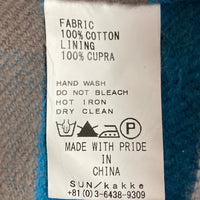 FABRIC
100% COTTON
LINING
100% CUPRA
HAND WASH
DO NOT BLEACH
HOT IRON
DRY CLEAN
MADE WITH PRIDE
IN
CHINA
SUN/kakke
+81(0)3-6438-9309